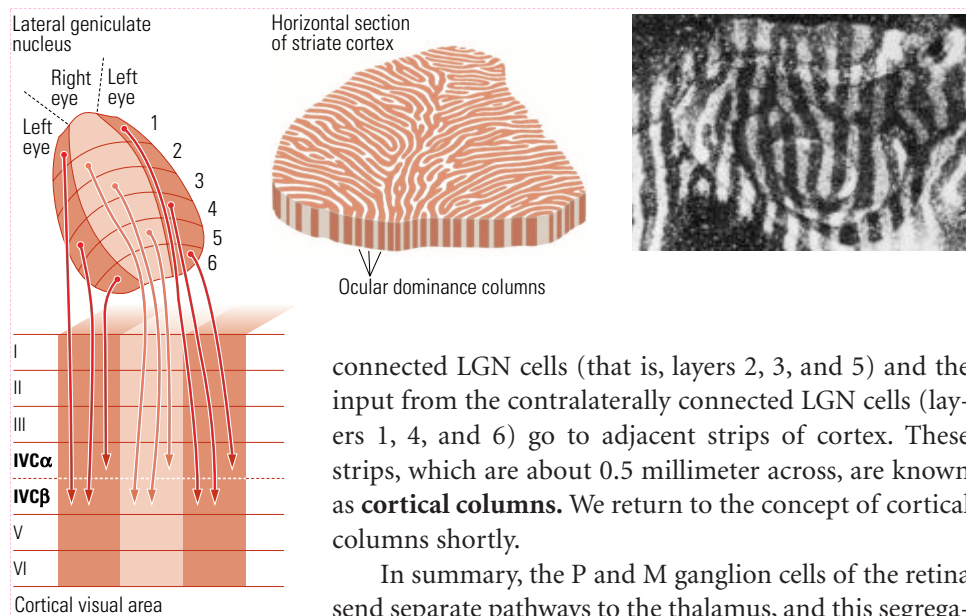 Lateral geniculate
nucleus
Right
eye
Left
eye
Left
eye
1
2
3
4
5
6
I
II
III
IVCα
IVCβ
V
VI
Cortical visual area
Horizontal section
of striate cortex
Ocular dominance columns
connected LGN cells (that is, layers 2, 3, and 5) and the
input from the contralaterally connected LGN cells (lay-
ers 1, 4, and 6) go to adjacent strips of cortex. These
strips, which are about 0.5 millimeter across, are known
as cortical columns. We return to the concept of cortical
columns shortly.
In summary, the P and M ganglion cells of the retina
send separate pathways to the thalamus, and this segrega-